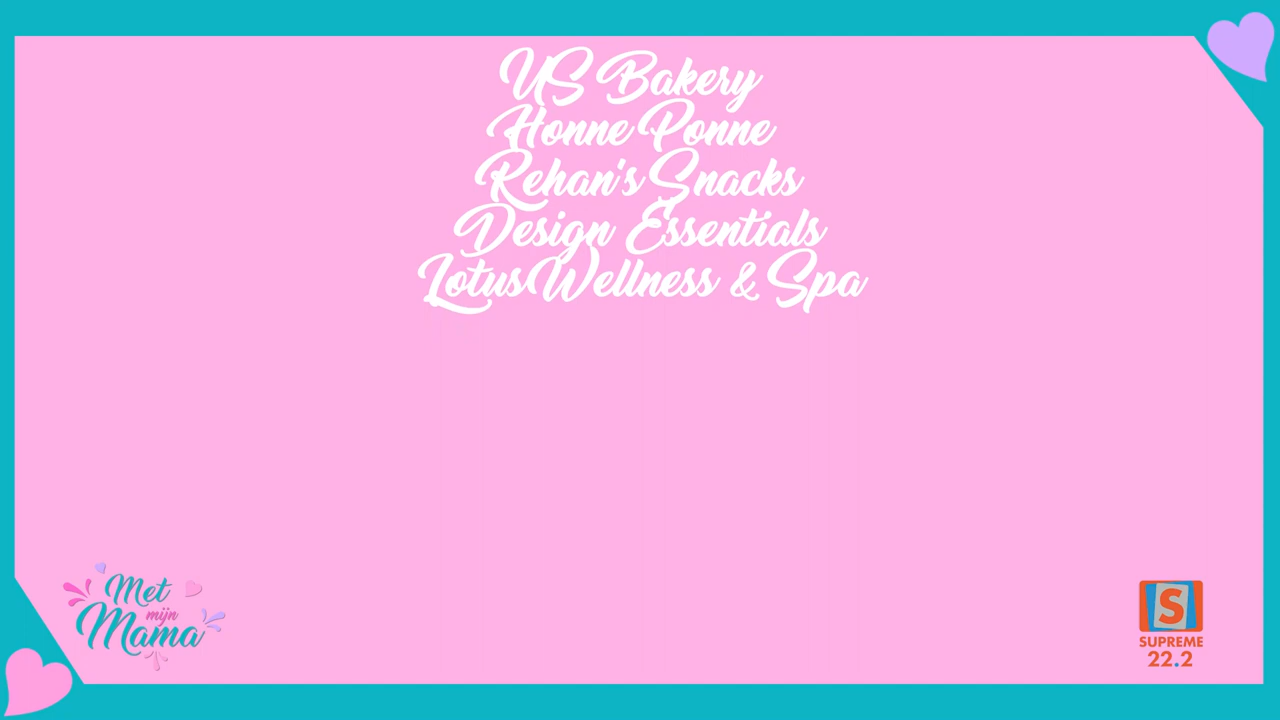 US Bakery
Honne Ponne
Rehan's Snacks
Design Essentials
Lotus Wellness & Spa
Met
mijn
Mama
S
SUPREME
22.2